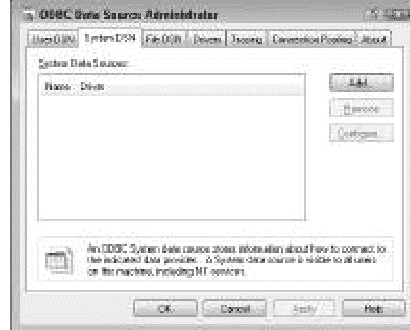 ODBC Data Source Administrator
User DSN System DSN File DSN Drivers Tracing Connection Pooling About
System Data Sources:
Name Driver
Add...
Remove
Configure...
An ODBC System data source stores information about how to connect to
the indicated data provider. A System data source is visible to all users
on this machine, including NT services.
OK Cancel Apply Help